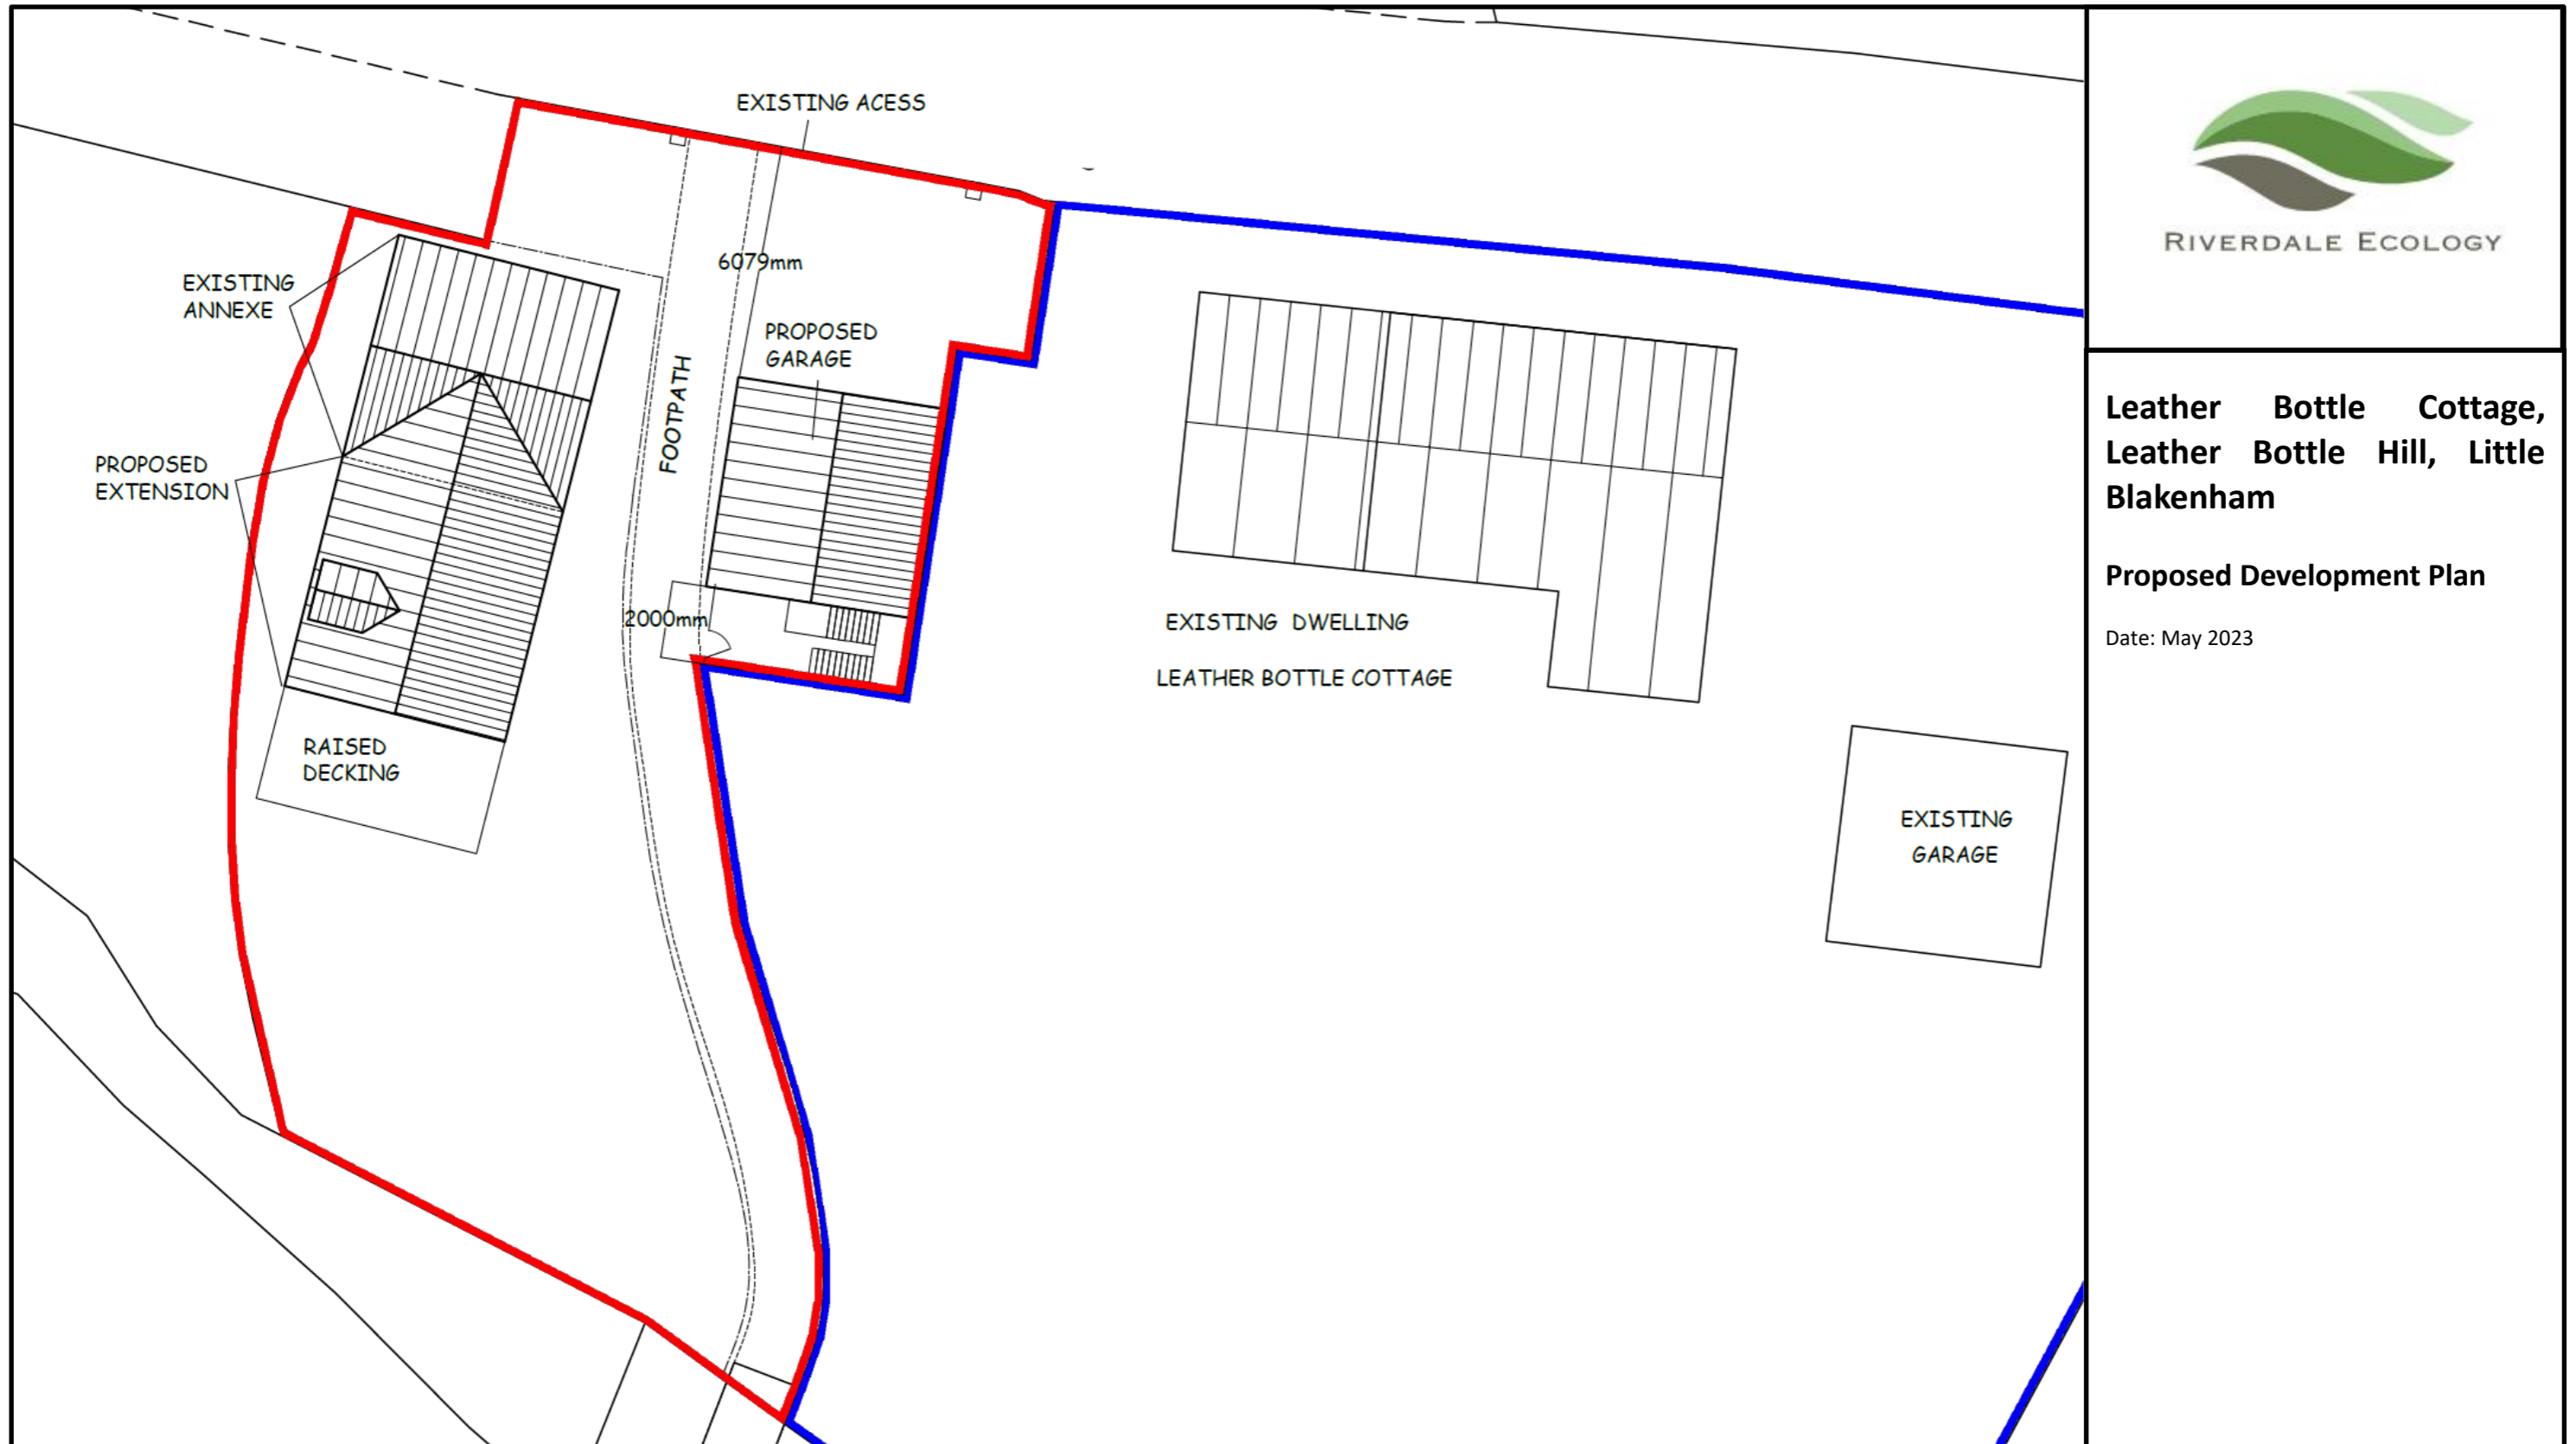 EXISTING ACESS
6079mm
EXISTING
ANNEXE
PROPOSED
GARAGE
FOOTPATH
PROPOSED
EXTENSION
2000mm
RAISED
DECKING
EXISTING DWELLING
LEATHER BOTTLE COTTAGE
EXISTING
GARAGE
RIVERDALE ECOLOGY
Leather Bottle Cottage,
Leather Bottle Hill, Little
Blakenham
Proposed Development Plan
Date: May 2023